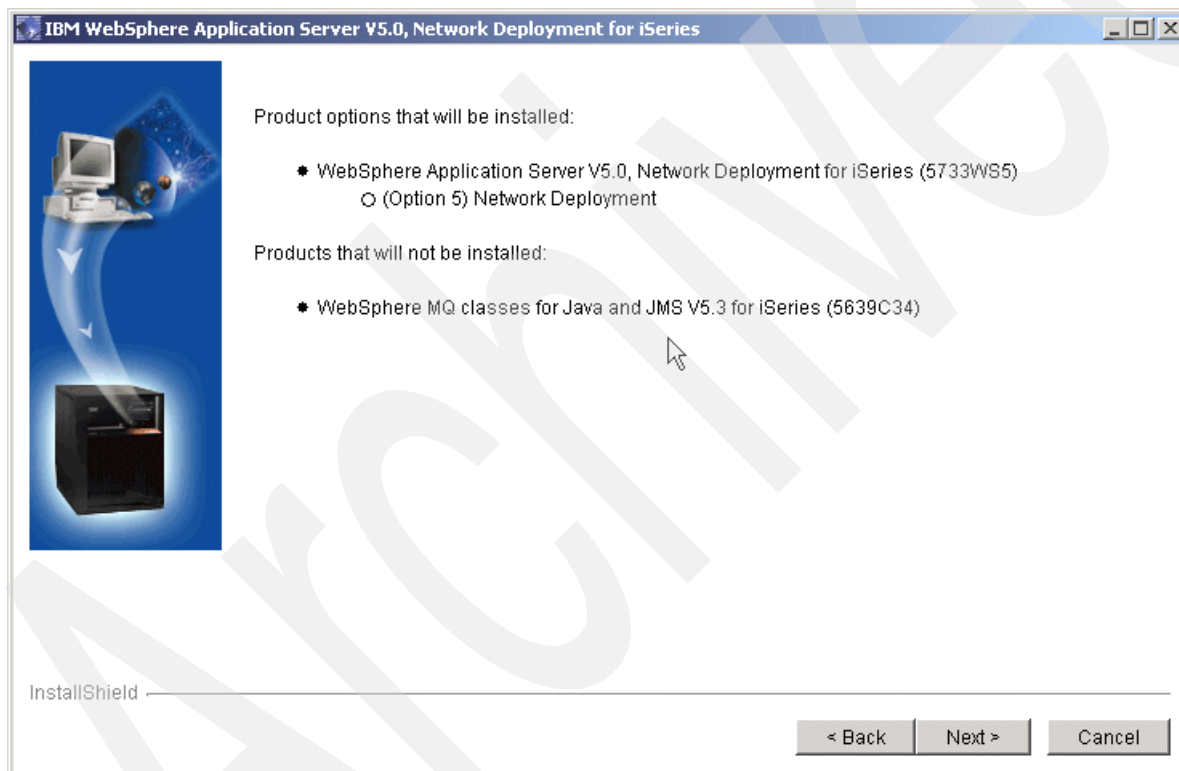 IBM WebSphere Application Server V5.0, Network Deployment for iSeries
Product options that will be installed:
WebSphere Application Server V5.0, Network Deployment for iSeries (5733WS5)
(Option 5) Network Deployment
Products that will not be installed:
WebSphere MQ classes for Java and JMS V5.3 for iSeries (5639C34)
InstallShield
< Back
Next >
Cancel
Archive